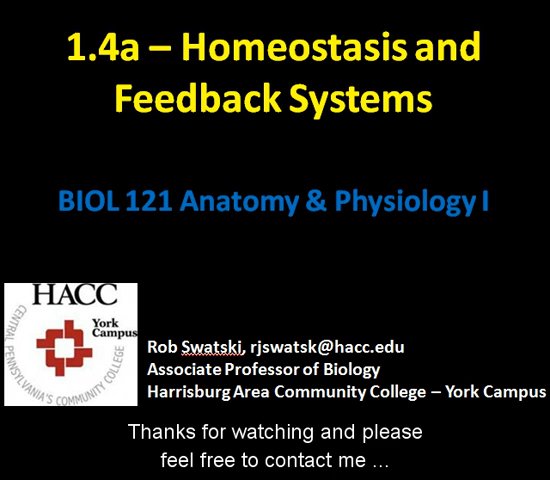 1.4a – Homeostasis and
Feedback Systems
BIOL 121 Anatomy & Physiology I
HACC
York
Campus
CENTRAL PENNSYLVANIA'S COMMUNITY COLLEGE
Rob Swatski, rjswatsk@hacc.edu
Associate Professor of Biology
Harrisburg Area Community College – York Campus
Thanks for watching and please
feel free to contact me ...